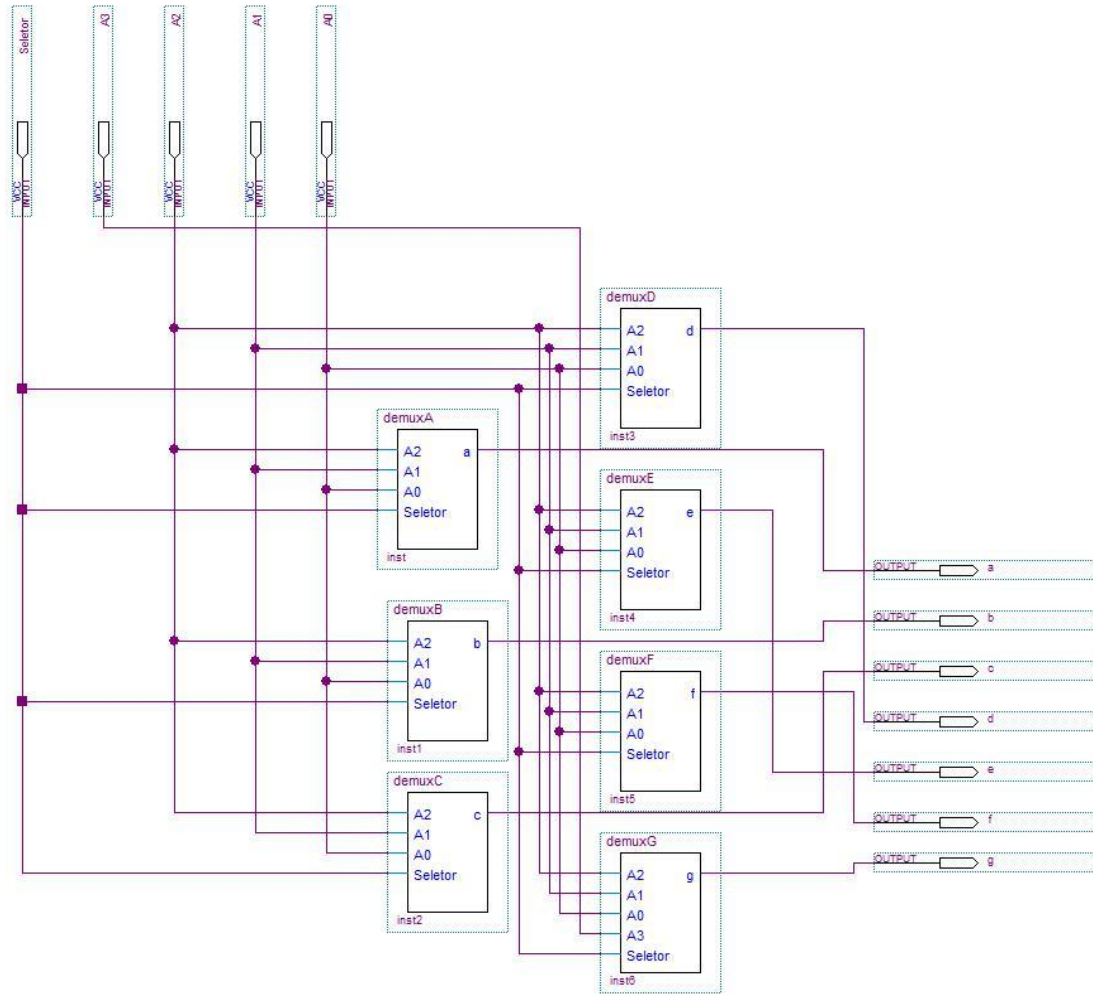 Seletor
A3
A2
A1
A0
VCC
INPUT
VCC
INPUT
VCC
INPUT
VCC
INPUT
VCC
INPUT
demuxD
A2 d
A1
A0
Seletor
inst3
demuxA
A2 a
A1
A0
Seletor
inst
demuxE
A2 e
A1
A0
Seletor
inst4
demuxB
A2 b
A1
A0
Seletor
inst1
demuxF
A2 f
A1
A0
Seletor
inst5
demuxC
A2 c
A1
A0
Seletor
inst2
demuxG
A2 g
A1
A0
A3
Seletor
inst6
OUTPUT a
OUTPUT b
OUTPUT c
OUTPUT d
OUTPUT e
OUTPUT f
OUTPUT g